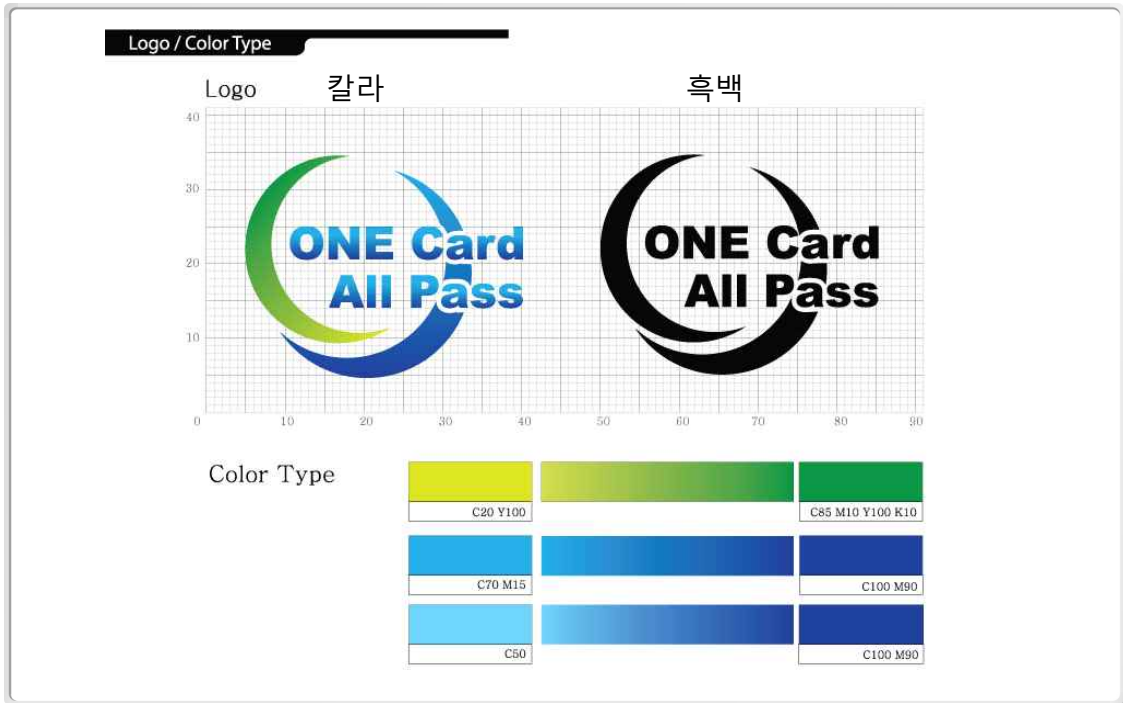 Logo / Color Type
Logo 칼라 흑백
40
30
20
10
0 10 20 30 40 50 60 70 80 90
ONE Card
All Pass
ONE Card
All Pass
Color Type
C20 Y100
C85 M10 Y100 K10
C70 M15
C100 M90
C50
C100 M90